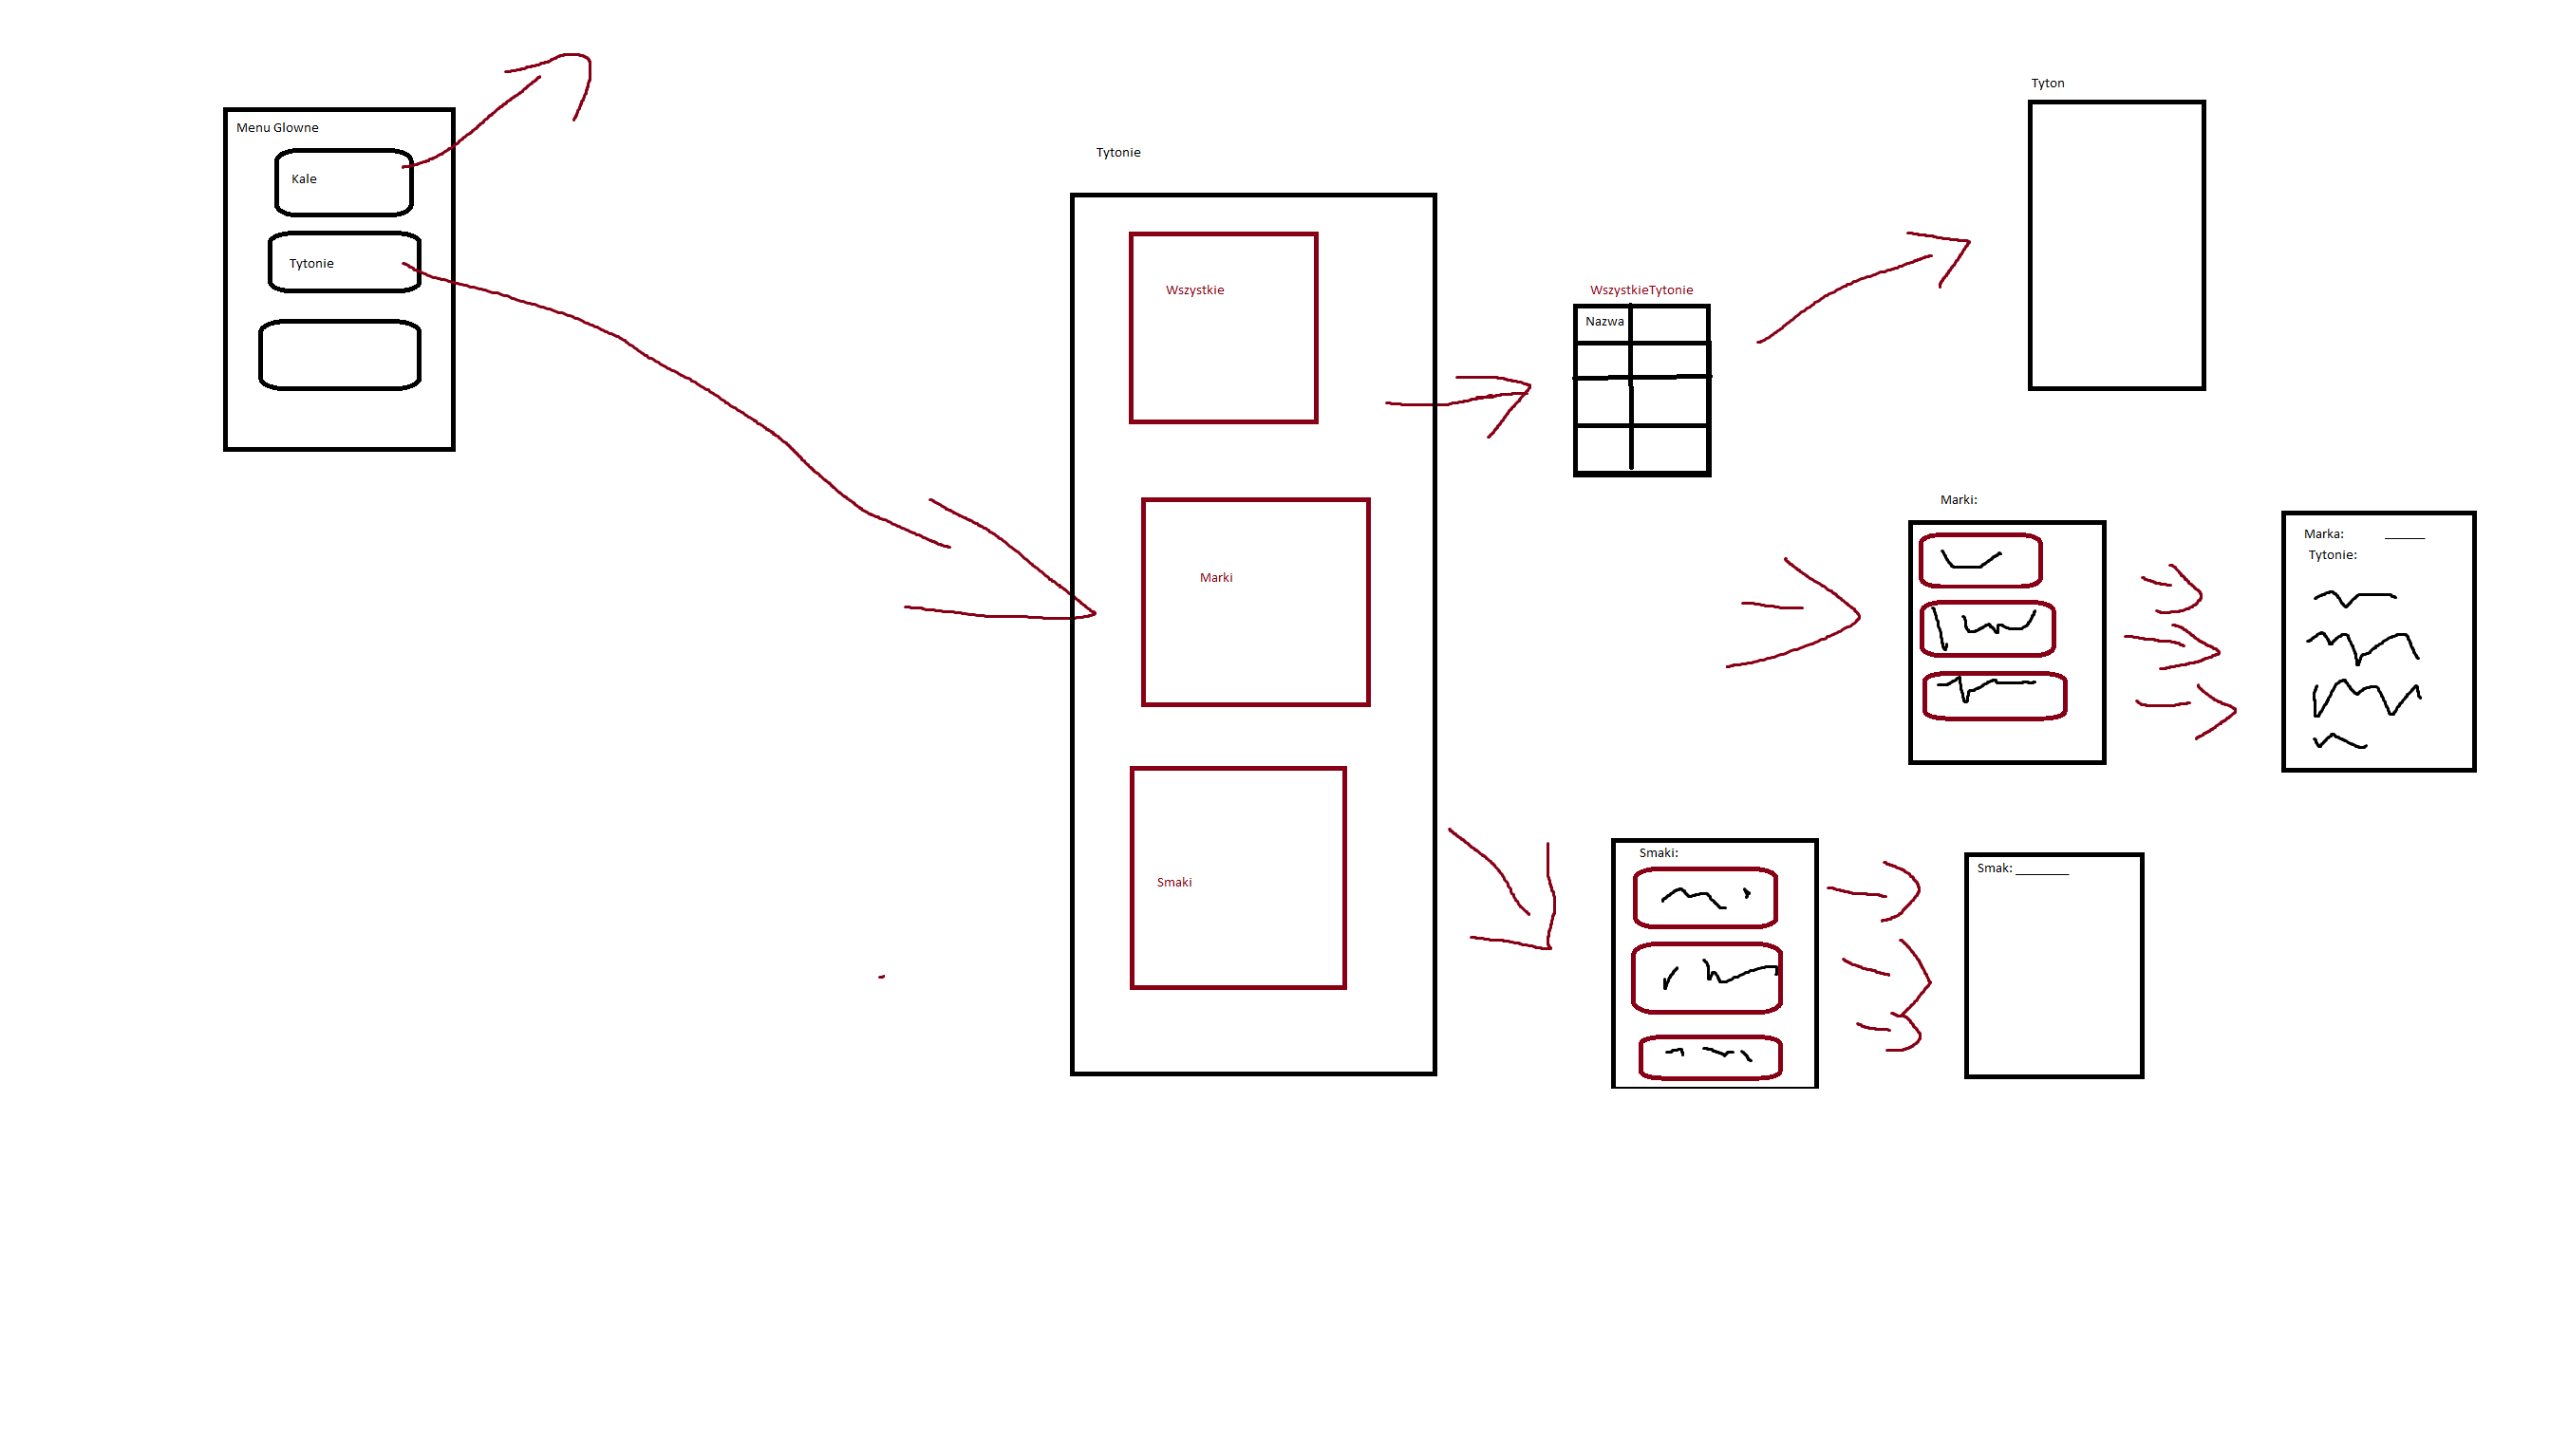 Menu Glowne
Kale
Tytonie
Tytonie
Wszystkie
Marki
Smaki
WszystkieTytonie
Nazwa
Tyton
Marki:
Marka: ______
Tytonie:
Smaki:
Smak: ________